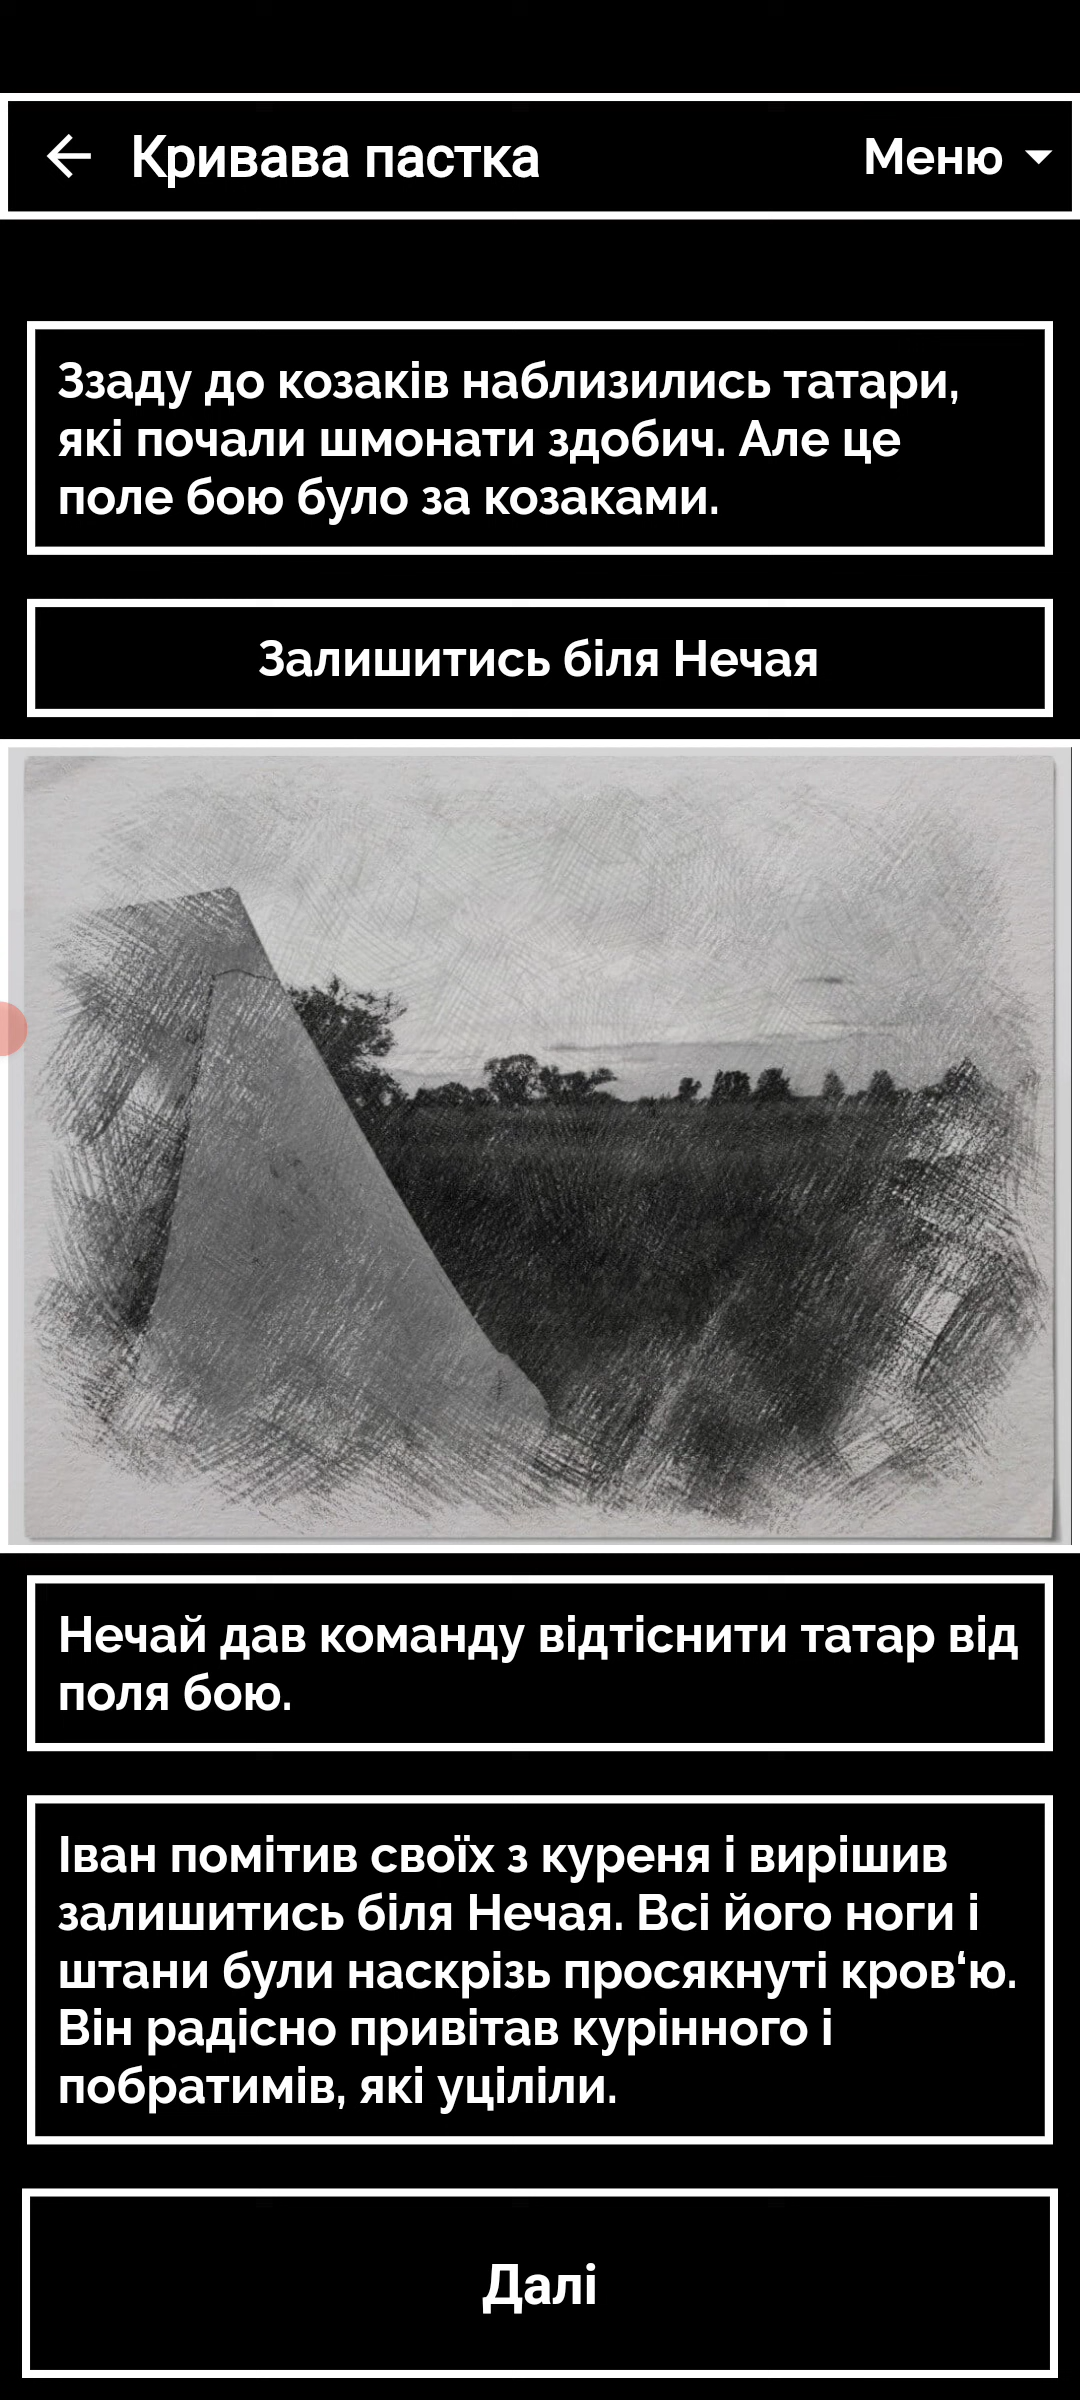 Кривава пастка
Меню
Ззаду до козаків наблизились татари,
які почали шмонати здобич. Але це
поле бою було за козаками.
Залишитись біля Нечая
Нечай дав команду відтіснити татар від
поля бою.
Іван помітив своїх з куреня і вирішив
залишитись біля Нечая. Всі його ноги і
штани були наскрізь просякнуті кров‘ю.
Він радісно привітав курінного і
побратимів, які уціліли.
Далі